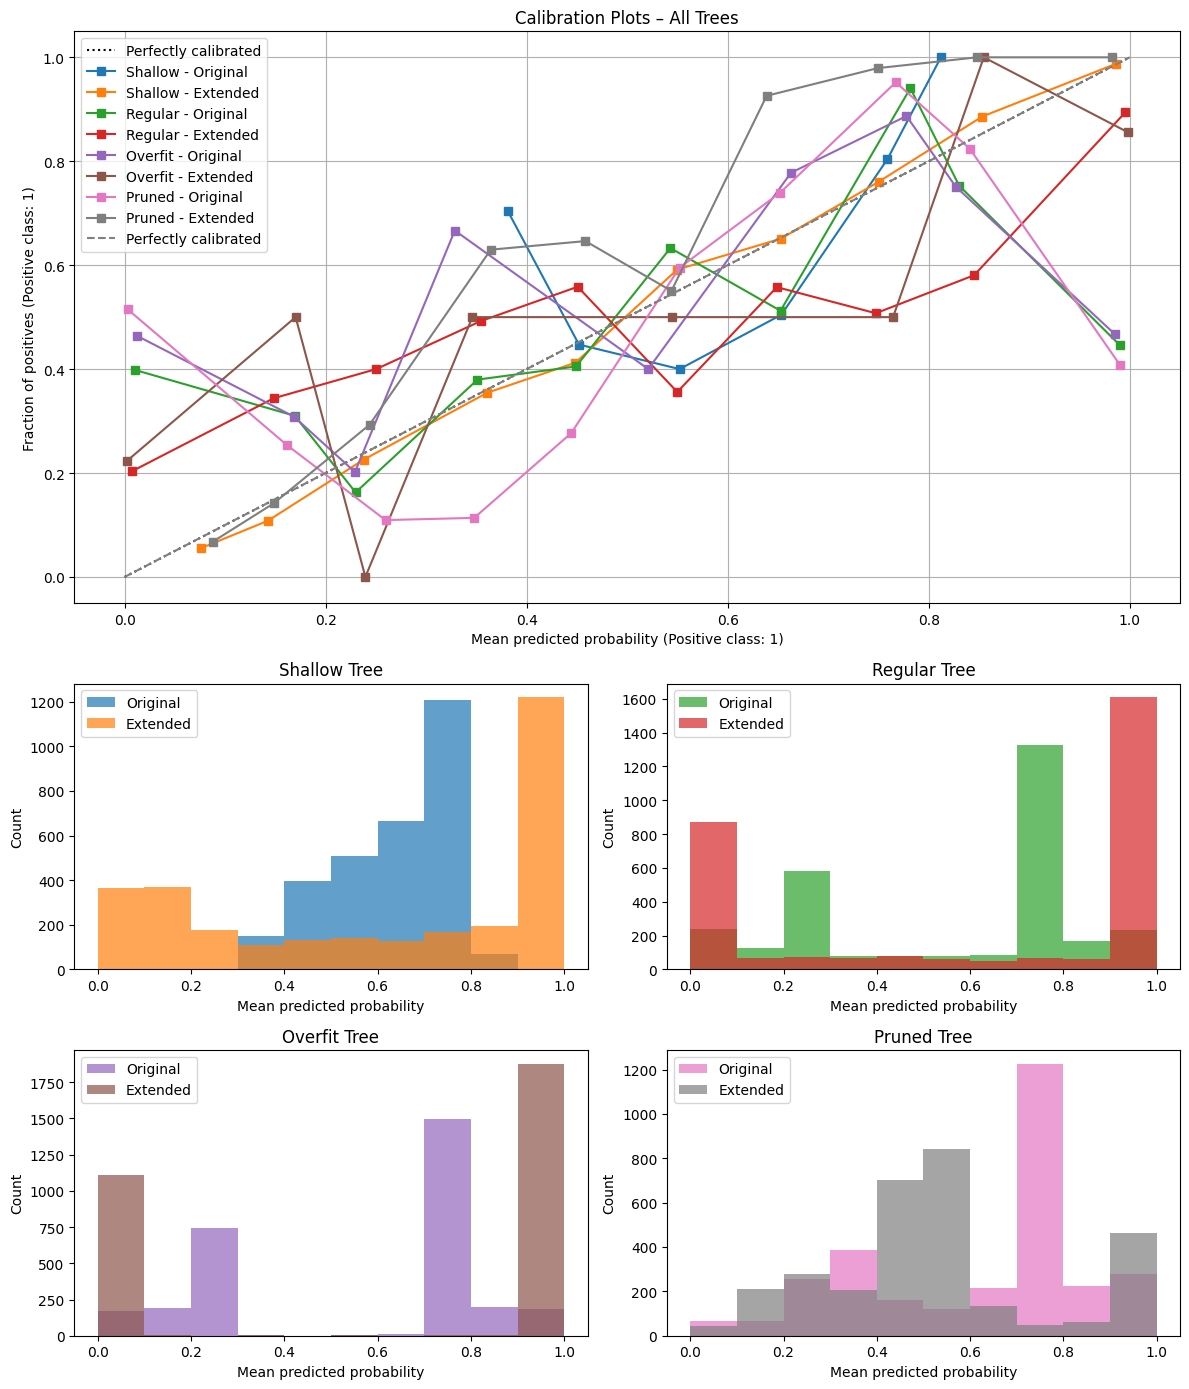 Calibration Plots – All Trees
Perfectly calibrated
Shallow - Original
Shallow - Extended
Regular - Original
Regular - Extended
Overfit - Original
Overfit - Extended
Pruned - Original
Pruned - Extended
Perfectly calibrated
Fraction of positives (Positive class: 1)
1.0
0.8
0.6
0.4
0.2
0.0
0.0 0.2 0.4 0.6 0.8 1.0
Mean predicted probability (Positive class: 1)
Shallow Tree
Original
Extended
Count
1200
1000
800
600
400
200
0
0.0 0.2 0.4 0.6 0.8 1.0
Mean predicted probability
Regular Tree
Original
Extended
Count
1600
1400
1200
1000
800
600
400
200
0
0.0 0.2 0.4 0.6 0.8 1.0
Mean predicted probability
Overfit Tree
Original
Extended
Count
1750
1500
1250
1000
750
500
250
0
0.0 0.2 0.4 0.6 0.8 1.0
Mean predicted probability
Pruned Tree
Original
Extended
Count
1200
1000
800
600
400
200
0
0.0 0.2 0.4 0.6 0.8 1.0
Mean predicted probability